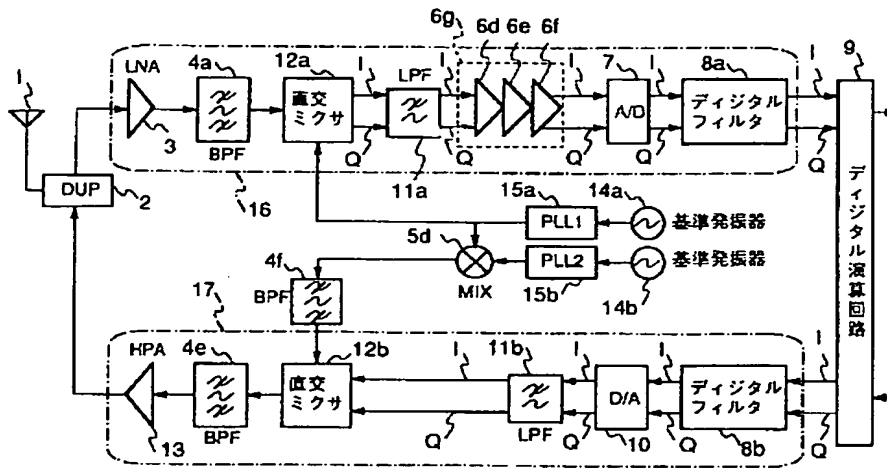 6g
6d
6e
6f
1
LNA
4a
12a
I
LPF
I
I
7
I
8a
I
9
直交
ミクサ
A/D
ディジタル
フィルタ
3
BPF
Q
11a
Q
Q
Q
Q
DUP
2
16
15a
14a
PLL1
基準発振器
5d
4f
PLL2
基準発振器
BPF
MIX
15b
14b
ディジタル演算回路
17
HPA
4e
12b
I
11b
I
I
I
直交
ミクサ
D/A
ディジタル
フィルタ
13
BPF
Q
LPF
Q
10
Q
8b
Q